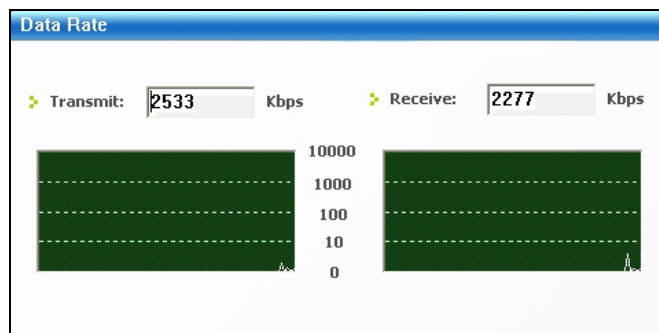 Data Rate
Transmit: 2533 Kbps
Receive: 2277 Kbps
10000
1000
100
10
0